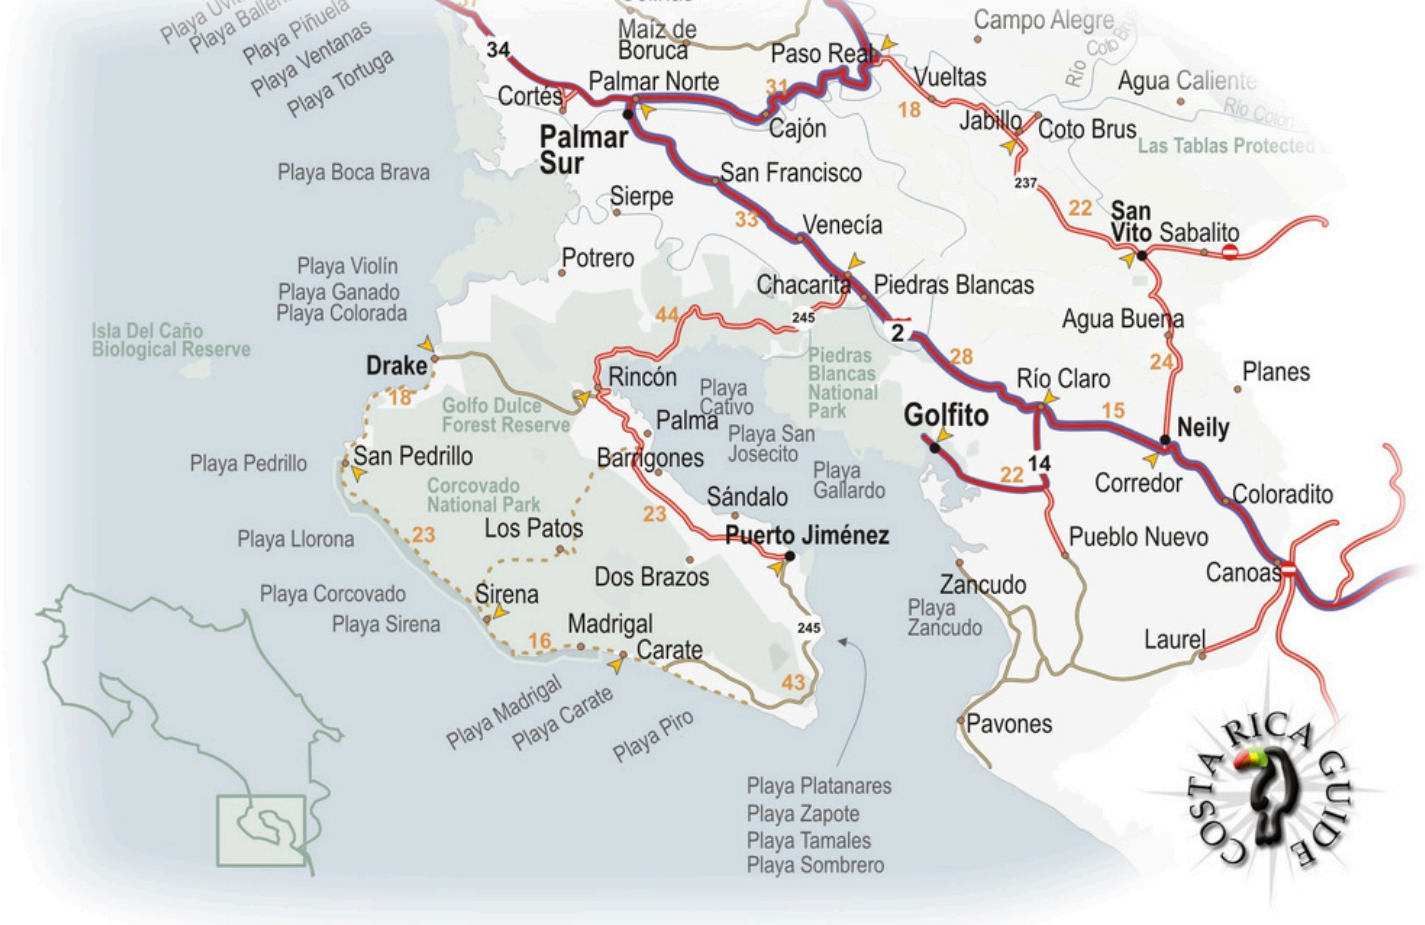 37
Playa Piñuela
Playa Ventanas
Playa Tortuga
34
Maíz de
Boruca
Paso Real
Campo Alegre
Palmar Norte
31
Vueltas
Agua Caliente
Cortés
18
Palmar
Sur
Cajón
Jabillo
Coto Brus
Las Tablas Protected
Playa Boca Brava
San Francisco
237
Sierpe
33
22
San
Vito
Sabalito
Venecía
Potrero
Playa Violín
Playa Ganado
Playa Colorada
Chacarita
Piedras Blancas
44
245
2
Agua Buena
Isla Del Caño
Biological Reserve
Drake
28
24
Piedras
Blancas
National
Park
Planes
Río Claro
Rincón
Playa
Cativo
18
Golfo Dulce
Forest Reserve
Golfito
15
Palma
Playa San
Josecito
Neily
Playa Pedrillo
San Pedrillo
Barrigones
14
22
Playa
Gallardo
Corredor
Coloradito
Corcovado
National Park
Sándalo
23
Los Patos
23
Puerto Jiménez
Playa Llorona
Pueblo Nuevo
Dos Brazos
Zancudo
Canoas
Playa Corcovado
Sirena
Playa
Zancudo
Playa Sirena
16
Madrigal
245
Carate
Laurel
43
Playa Madrigal
Playa Carate
Playa Piro
Pavones
Playa Platanares
Playa Zapote
Playa Tamales
Playa Sombrero
COSTA RICA GUIDE